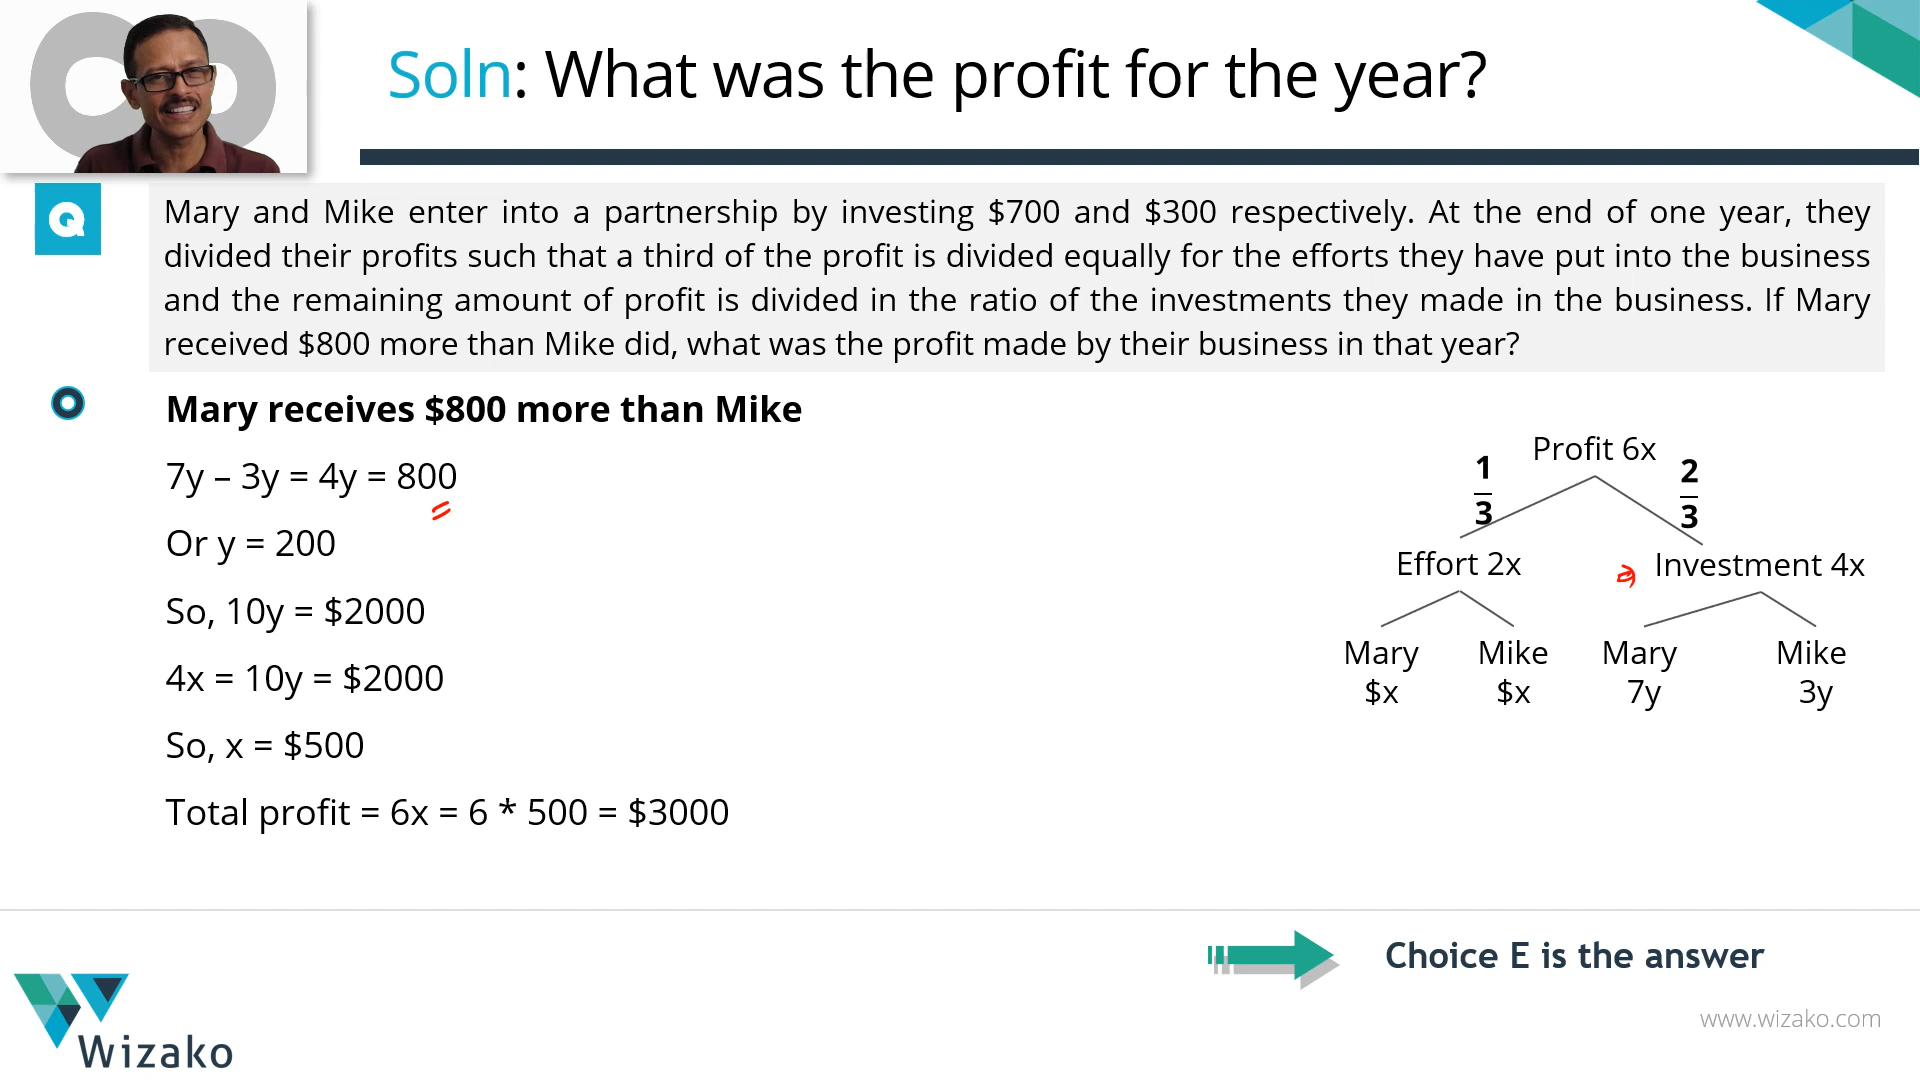 Soln: What was the profit for the year?
Q
Mary and Mike enter into a partnership by investing $700 and $300 respectively. At the end of one year, they
divided their profits such that a third of the profit is divided equally for the efforts they have put into the business
and the remaining amount of profit is divided in the ratio of the investments they made in the business. If Mary
received $800 more than Mike did, what was the profit made by their business in that year?
Mary receives $800 more than Mike
7y – 3y = 4y = 800
Or y = 200
So, 10y = $2000
4x = 10y = $2000
So, x = $500
Total profit = 6x = 6 * 500 = $3000
Profit 6x
1
3
2
3
Effort 2x
Investment 4x
Mary
Mike
Mary
Mike
$x
$x
7y
3y
Choice E is the answer
www.wizako.com
Wizako